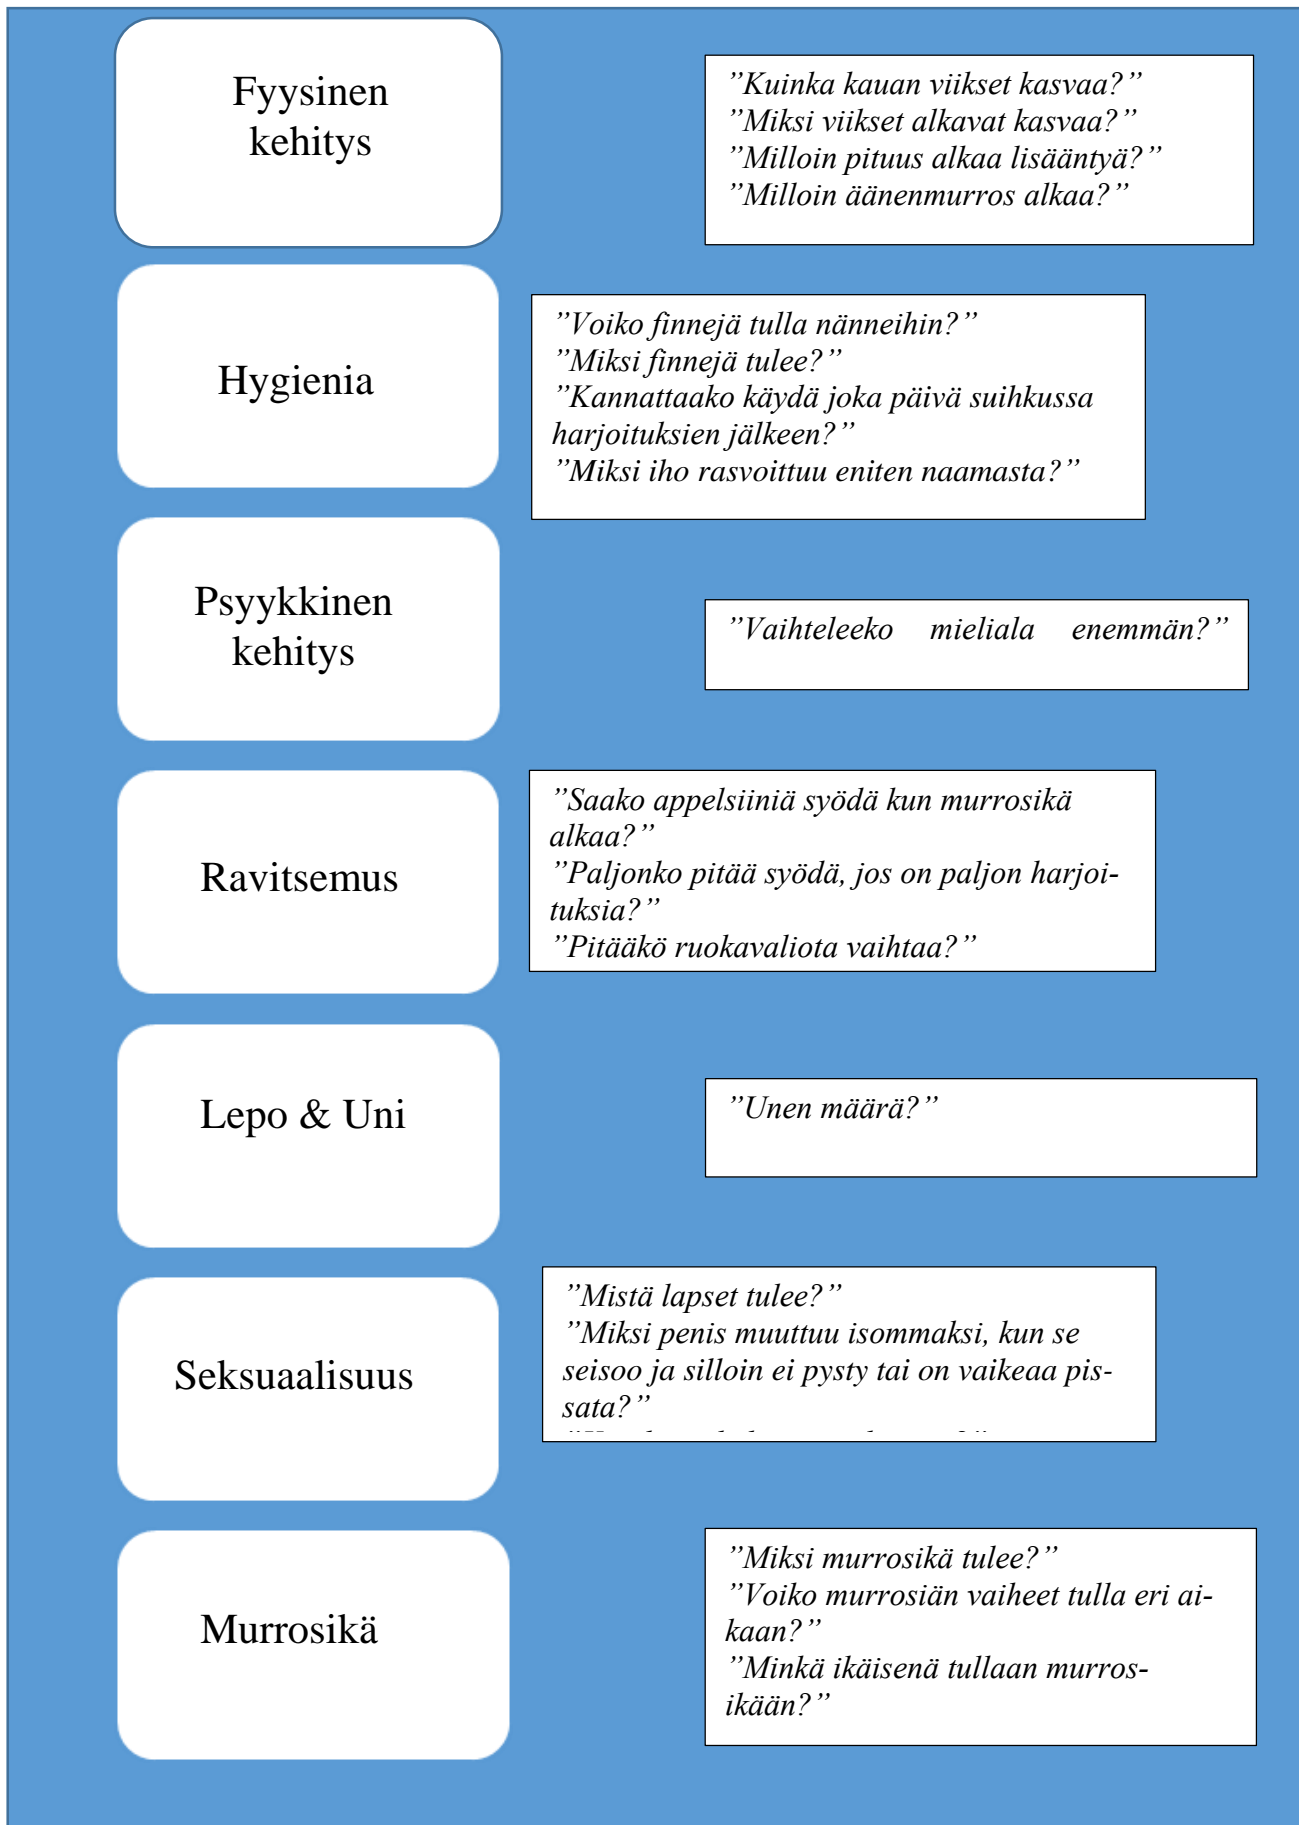 Fyysinen
kehitys
”Kuinka kauan viikset kasvaa?”
”Miksi viikset alkavat kasvaa?”
”Milloin pituus alkaa lisääntyä?”
”Milloin äänenmurros alkaa?”
Hygienia
”Voiko finnejä tulla nänneihin?”
”Miksi finnejä tulee?”
”Kannattaako käydä joka päivä suihkussa
harjoituksien jälkeen?”
”Miksi iho rasvoittuu eniten naamasta?”
Psyykkinen
kehitys
”Vaihteleeko mieliala enemmän?”
Ravitsemus
”Saako appelsiiniä syödä kun murrosikä
alkaa?”
”Paljonko pitää syödä, jos on paljon harjoi-
tuksia?”
”Pitääkö ruokavaliota vaihtaa?”
Lepo & Uni
”Unen määrä?”
Seksuaalisuus
”Mistä lapset tulee?”
”Miksi penis muuttuu isommaksi, kun se
seisoo ja silloin ei pysty tai on vaikeaa pis-
sata?”
Murrosikä
”Miksi murrosikä tulee?”
”Voiko murrosiän vaiheet tulla eri ai-
kaan?”
”Minkä ikäisenä tullaan murros-
ikään?”